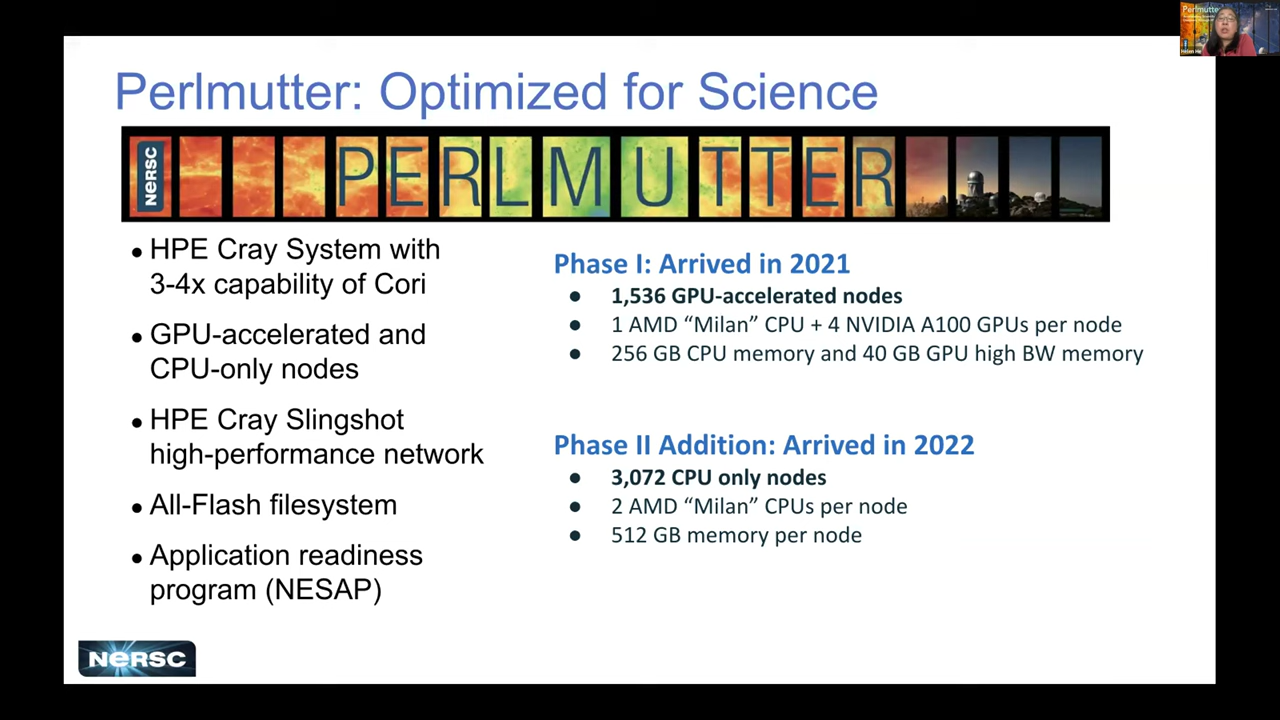 Perlmutter: Optimized for Science
NERSC
PERLMUTTER
● HPE Cray System with
3-4x capability of Cori
● GPU-accelerated and
CPU-only nodes
● HPE Cray Slingshot
high-performance network
● All-Flash filesystem
● Application readiness
program (NESAP)
Phase I: Arrived in 2021
● 1,536 GPU-accelerated nodes
● 1 AMD “Milan” CPU + 4 NVIDIA A100 GPUs per node
● 256 GB CPU memory and 40 GB GPU high BW memory
Phase II Addition: Arrived in 2022
● 3,072 CPU only nodes
● 2 AMD “Milan” CPUs per node
● 512 GB memory per node
NERSC
Perlmutter